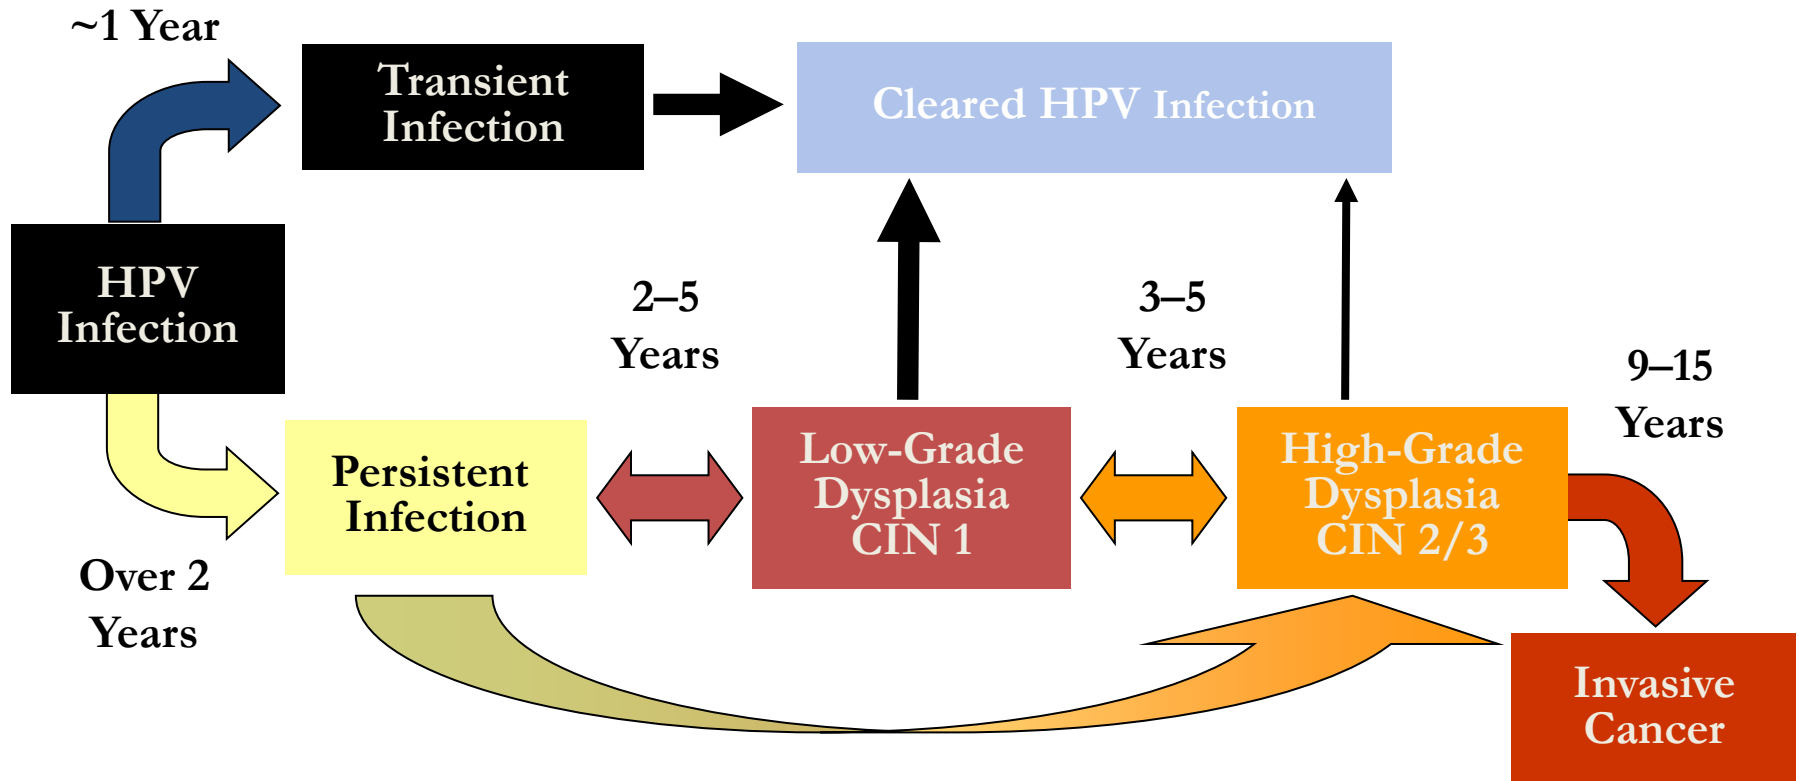 ~1 Year
Transient
Infection
Cleared HPV Infection
HPV
Infection
2–5
Years
3–5
Years
9–15
Years
Persistent
Infection
Low-Grade
Dysplasia
CIN 1
High-Grade
Dysplasia
CIN 2/3
Over 2
Years
Invasive
Cancer